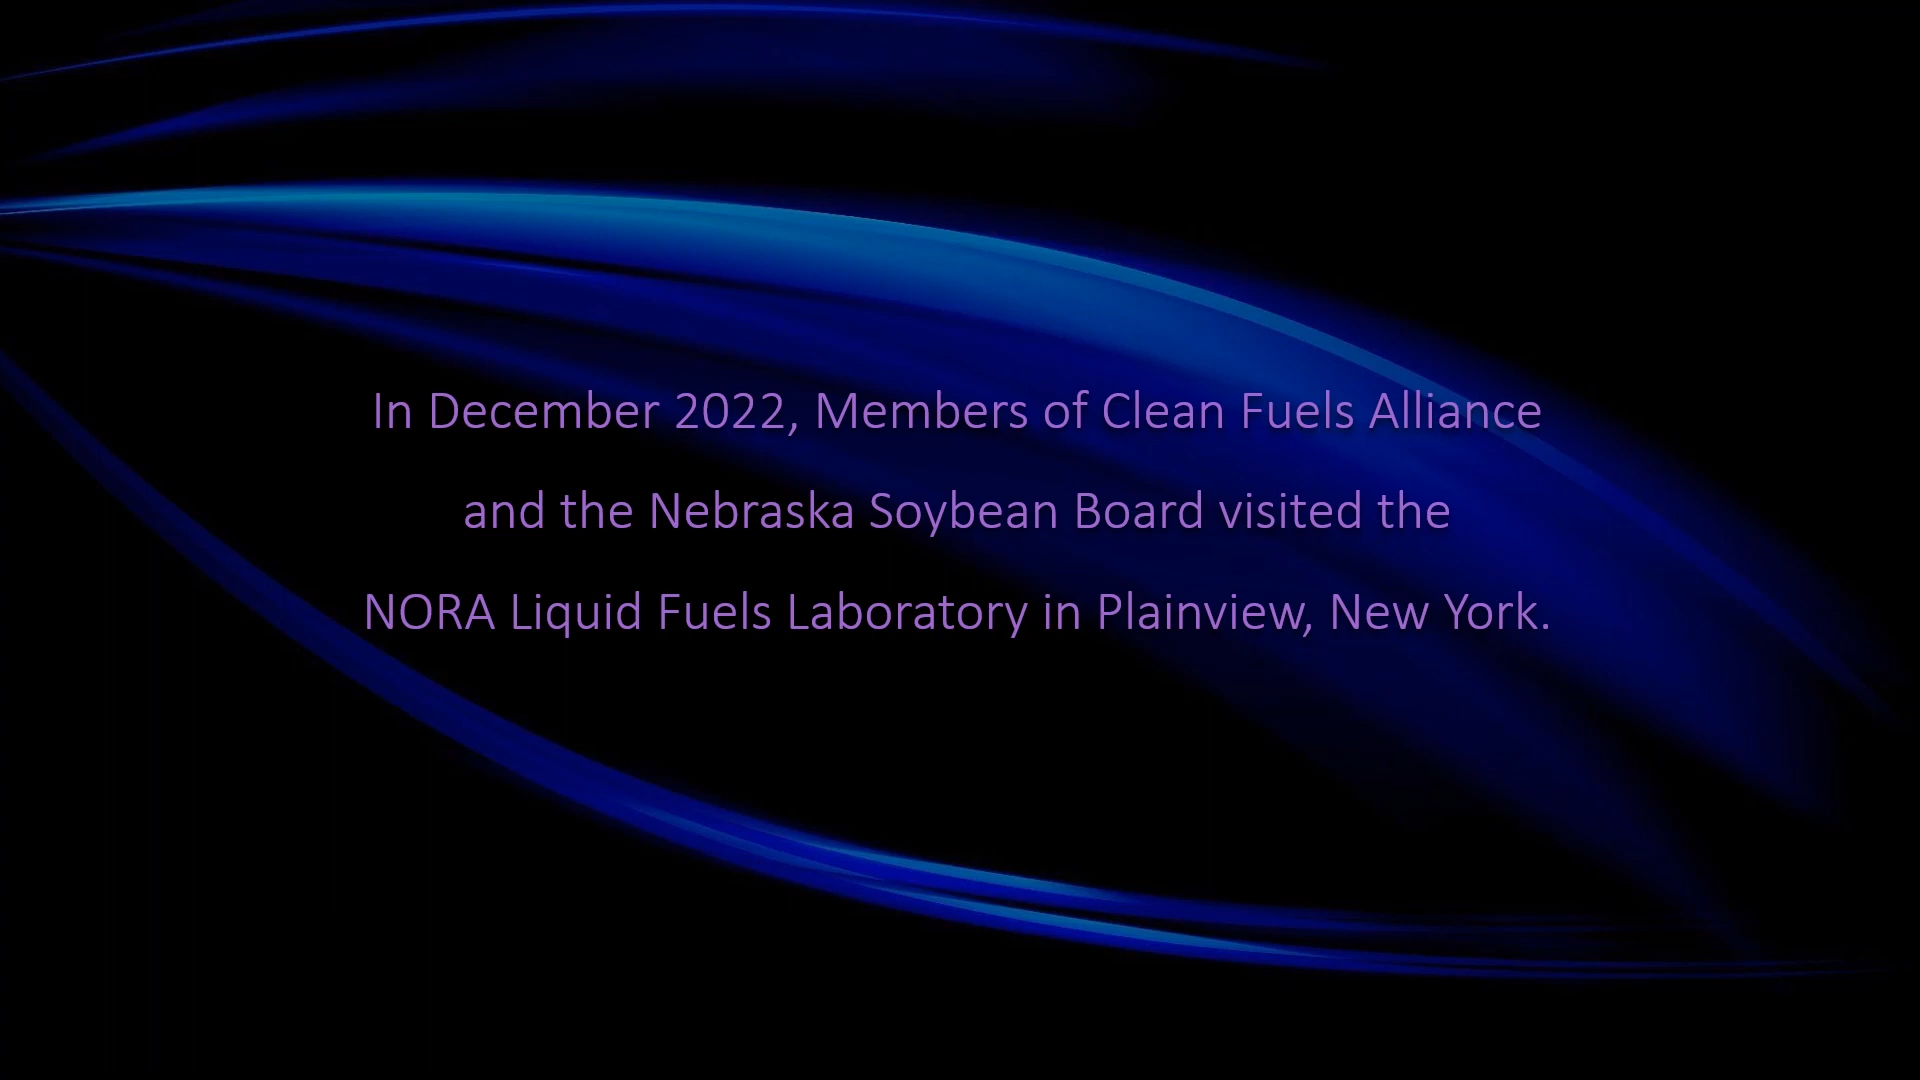 In December 2022, Members of Clean Fuels Alliance
and the Nebraska Soybean Board visited the
NORA Liquid Fuels Laboratory in Plainview, New York.